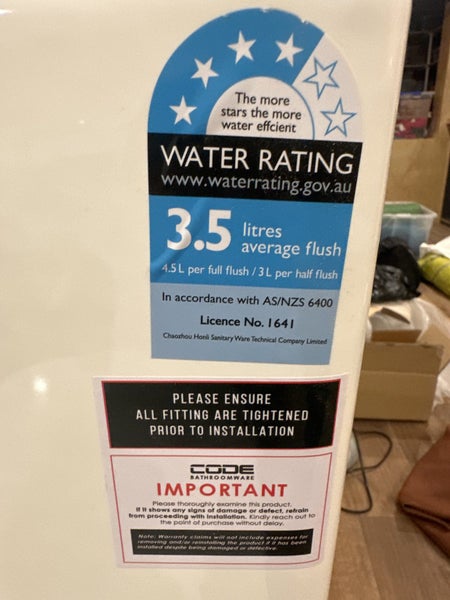 The more
stars the more
water effcient
WATER RATING
www.waterrating.gov.au
3.5 litres
average flush
4.5 L per full flush / 3 L per half flush
In accordance with AS/NZS 6400
Licence No. 1641
Chaozhou Honli Sanitary Ware Technical Company Limited
PLEASE ENSURE
ALL FITTING ARE TIGHTENED
PRIOR TO INSTALLATION
CODE
BATHROOMWARE
IMPORTANT
Please thoroughly examine this product.
If it shows any signs of damage or defect, refrain
from proceeding with installation. Kindly reach out to
the point of purchase without delay.
Note: Warranty claims will not include expenses for
removing and/or reinstalling the product if it has been
installed despite being damaged or defective.